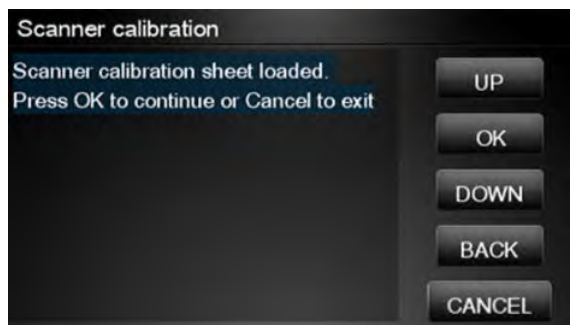 Scanner calibration
Scanner calibration sheet loaded.
Press OK to continue or Cancel to exit
UP
OK
DOWN
BACK
CANCEL